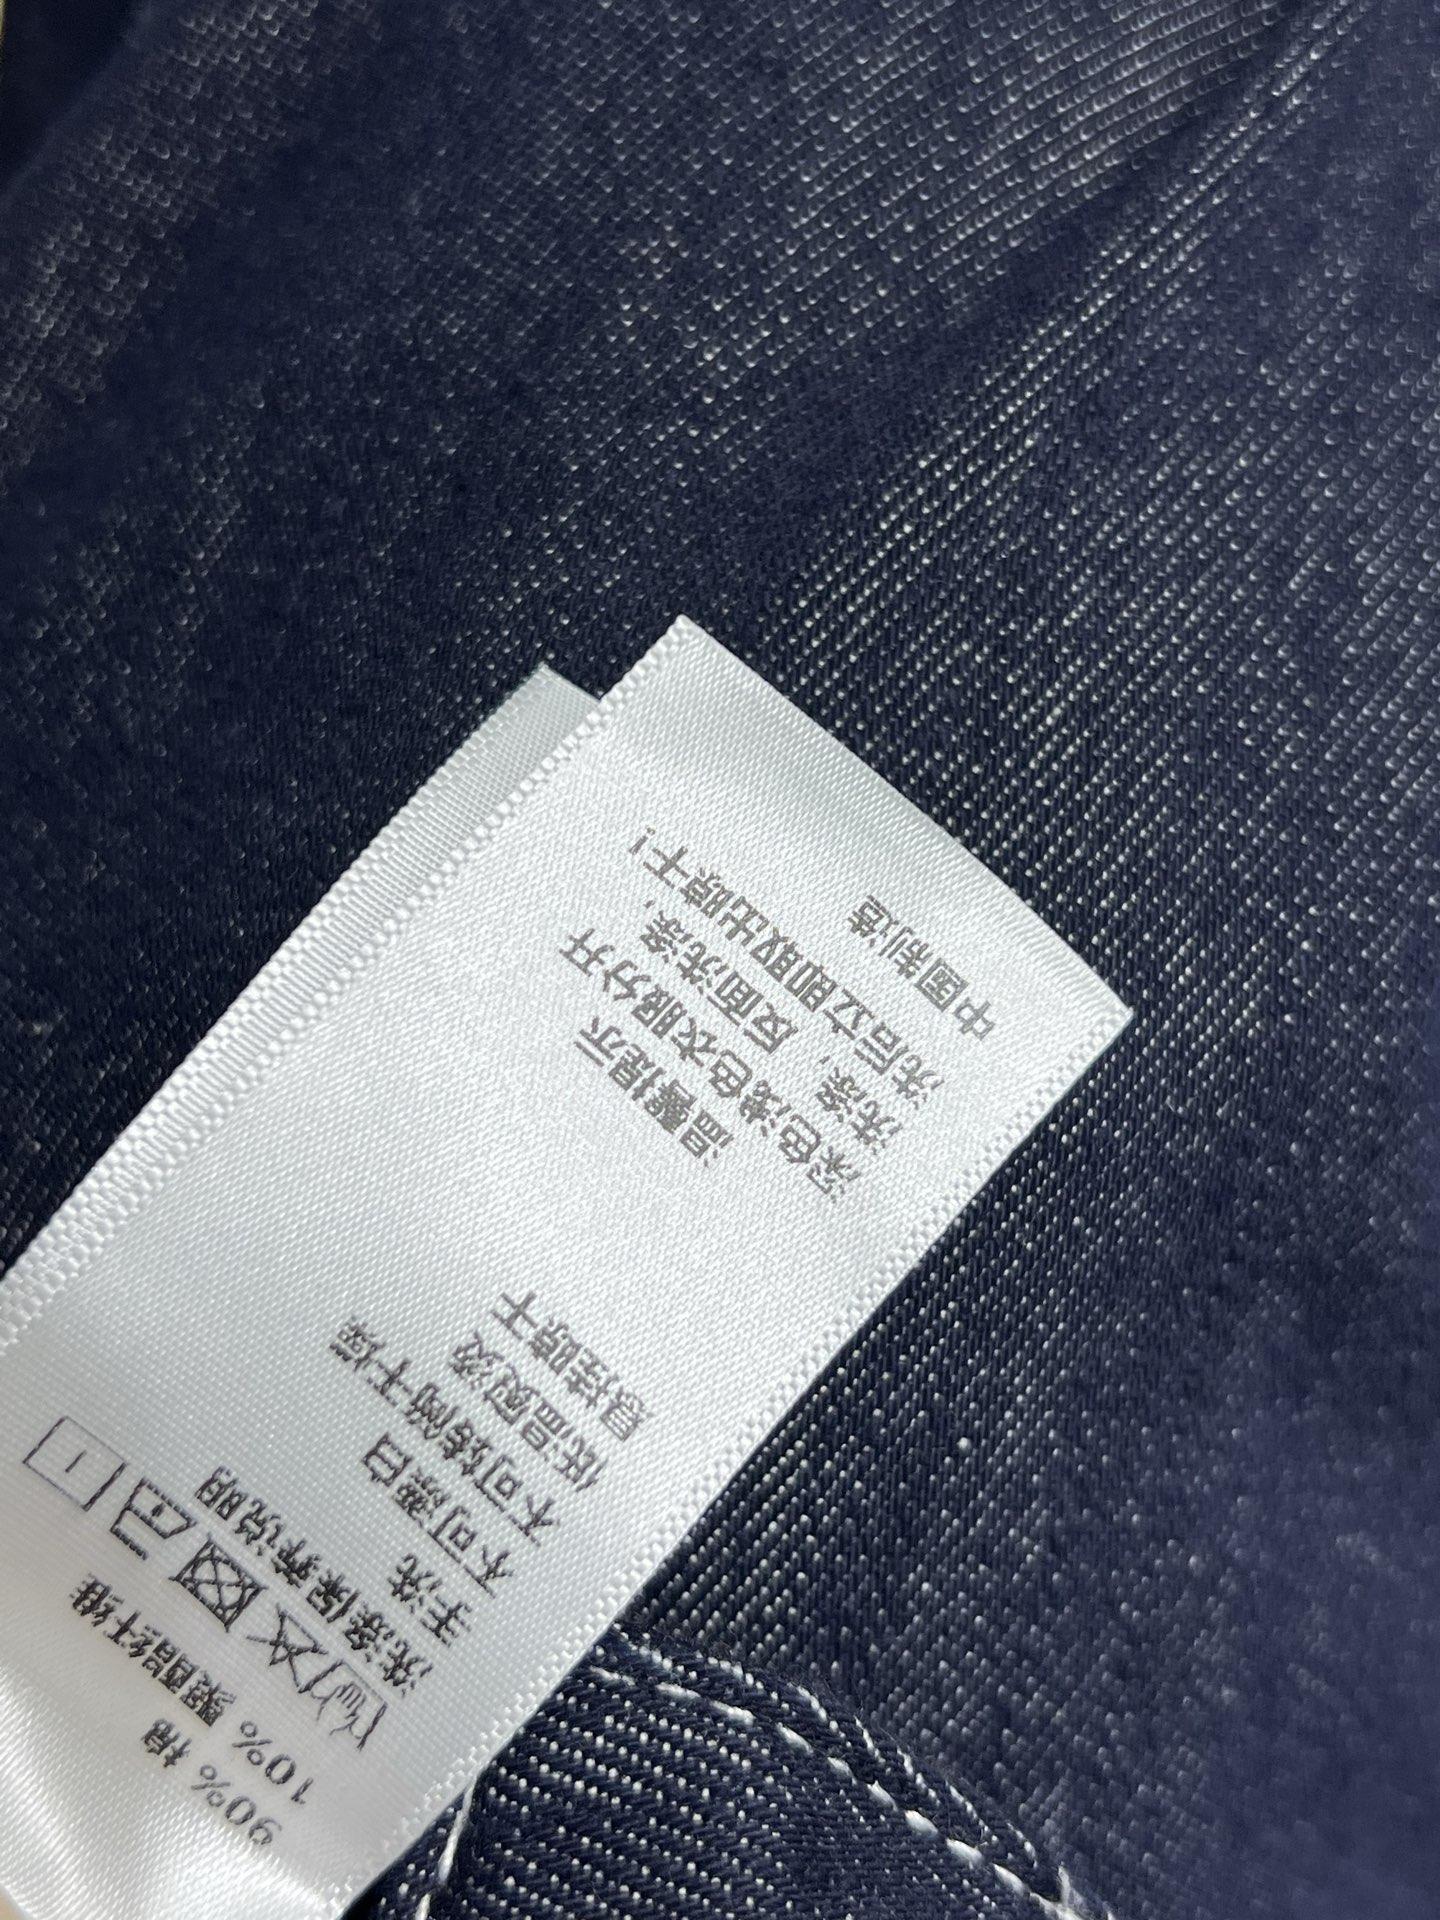 90% 棉
10% 聚酯纤维
洗涤保养说明
手洗
不可漂白
不可转筒干燥
低温熨烫
悬挂晾干
温馨提示
深色浅色衣服分开
洗涤，反面洗涤，
洗后立即取出晾干！
中国制造